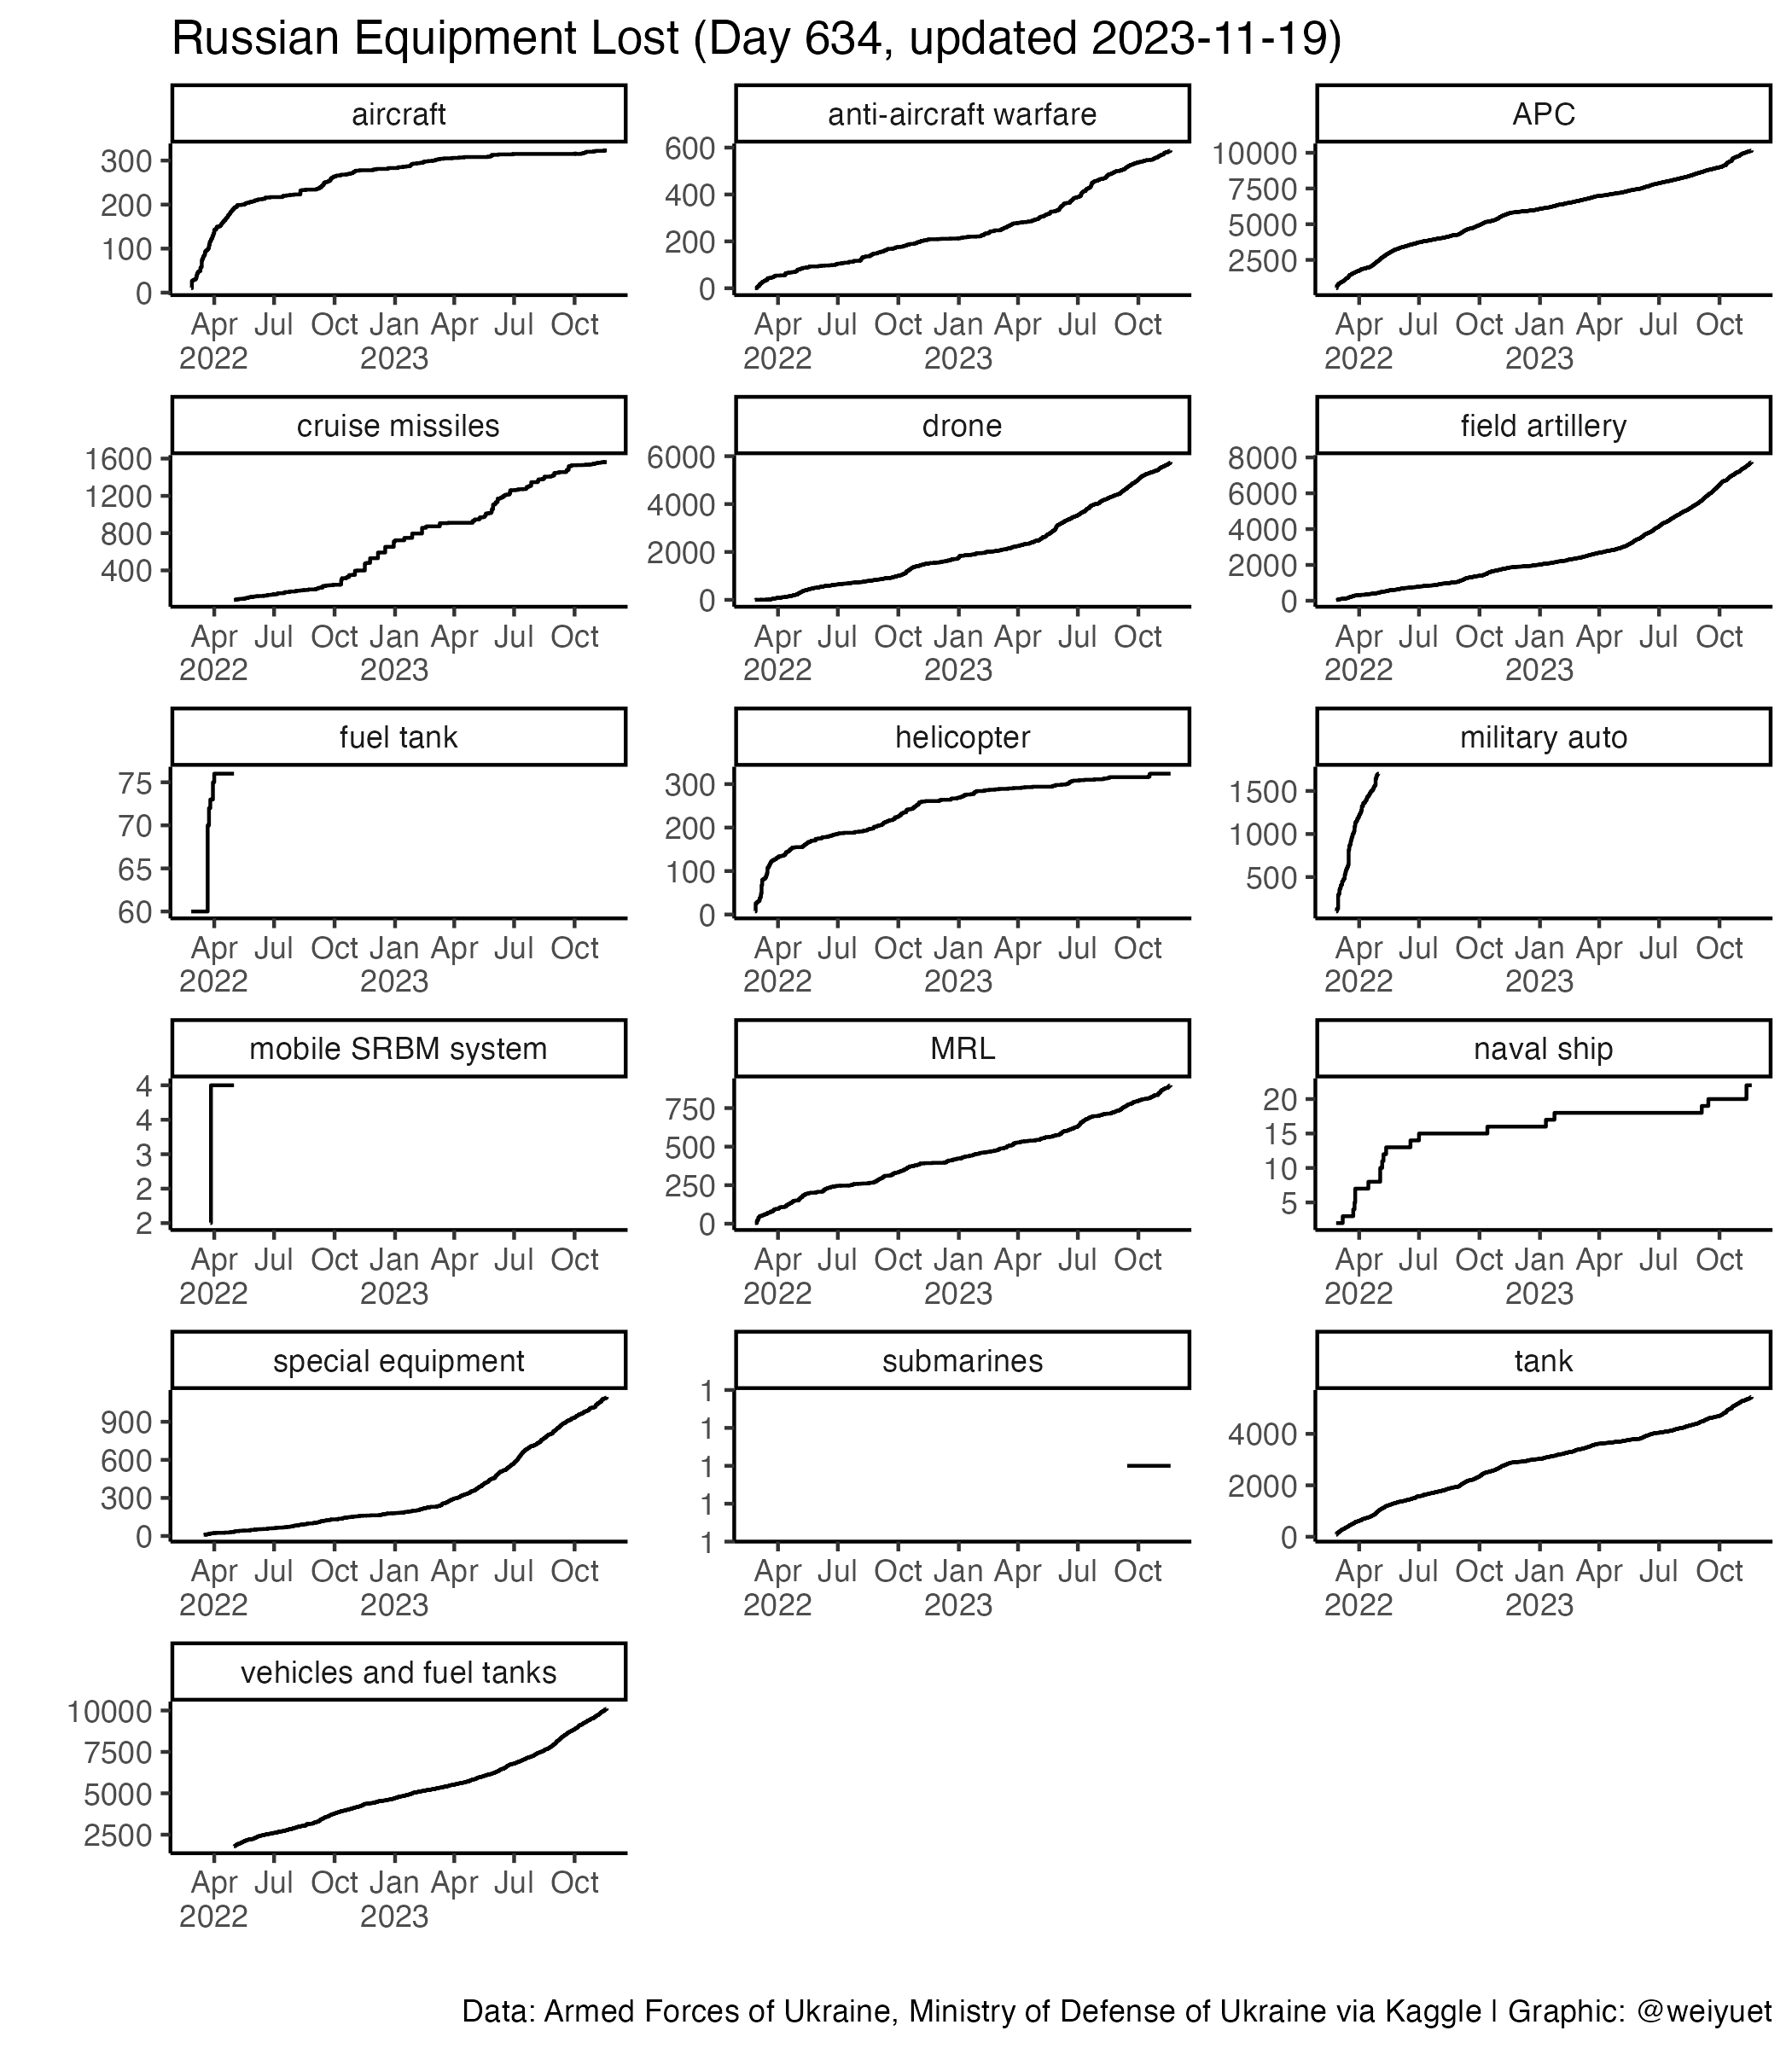 Russian Equipment Lost (Day 634, updated 2023-11-19)
aircraft
300
200
100
0
Apr Jul Oct Jan Apr Jul Oct
2022 2023
anti-aircraft warfare
600
400
200
0
Apr Jul Oct Jan Apr Jul Oct
2022 2023
APC
10000
7500
5000
2500
Apr Jul Oct Jan Apr Jul Oct
2022 2023
cruise missiles
1600
1200
800
400
Apr Jul Oct Jan Apr Jul Oct
2022 2023
drone
6000
4000
2000
0
Apr Jul Oct Jan Apr Jul Oct
2022 2023
field artillery
8000
6000
4000
2000
0
Apr Jul Oct Jan Apr Jul Oct
2022 2023
fuel tank
75
70
65
60
Apr Jul Oct Jan Apr Jul Oct
2022 2023
helicopter
300
200
100
0
Apr Jul Oct Jan Apr Jul Oct
2022 2023
military auto
1500
1000
500
Apr Jul Oct Jan Apr Jul Oct
2022 2023
mobile SRBM system
4
4
3
2
2
Apr Jul Oct Jan Apr Jul Oct
2022 2023
MRL
750
500
250
0
Apr Jul Oct Jan Apr Jul Oct
2022 2023
naval ship
20
15
10
5
Apr Jul Oct Jan Apr Jul Oct
2022 2023
special equipment
900
600
300
0
Apr Jul Oct Jan Apr Jul Oct
2022 2023
submarines
1
1
1
1
1
Apr Jul Oct Jan Apr Jul Oct
2022 2023
tank
4000
2000
0
Apr Jul Oct Jan Apr Jul Oct
2022 2023
vehicles and fuel tanks
10000
7500
5000
2500
Apr Jul Oct Jan Apr Jul Oct
2022 2023
Data: Armed Forces of Ukraine, Ministry of Defense of Ukraine via Kaggle | Graphic: @weiyuet